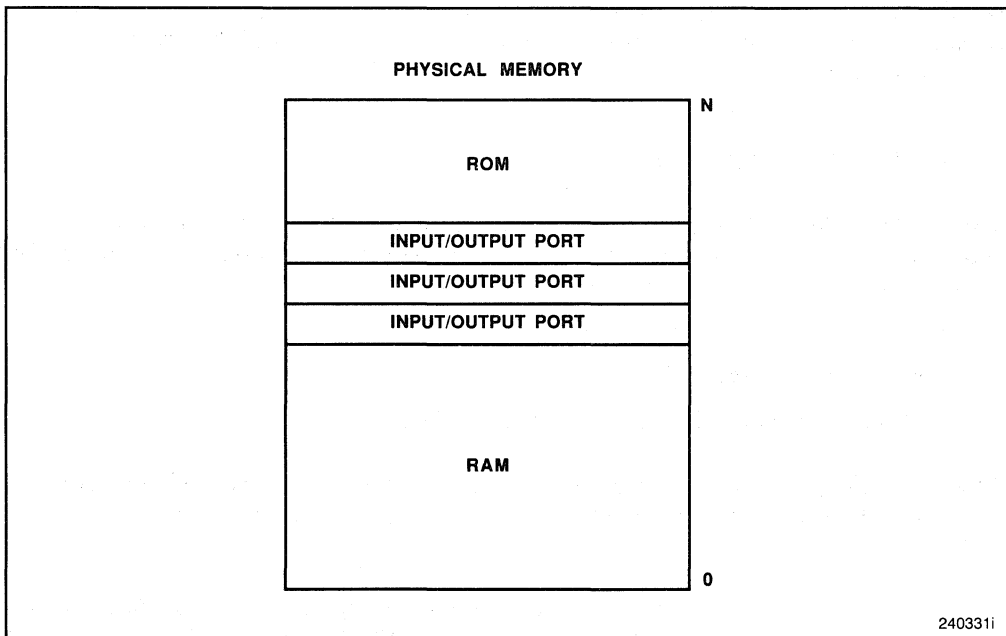 PHYSICAL MEMORY
N
ROM
INPUT/OUTPUT PORT
INPUT/OUTPUT PORT
INPUT/OUTPUT PORT
RAM
0
240331i